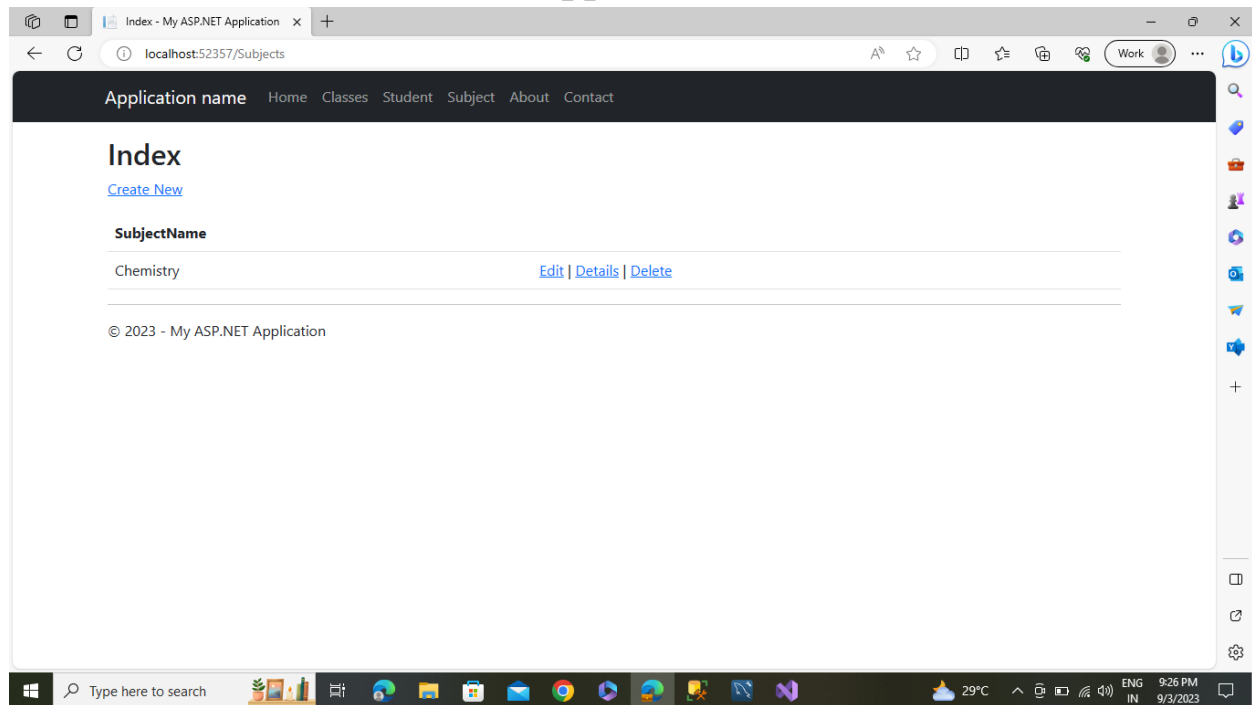 Index - My ASP.NET Application
localhost:52357/Subjects
Work
Application name Home Classes Student Subject About Contact
Index
Create New
SubjectName
Chemistry Edit | Details | Delete
© 2023 - My ASP.NET Application
Type here to search 29°C ENG 9:26 PM
IN 9/3/2023